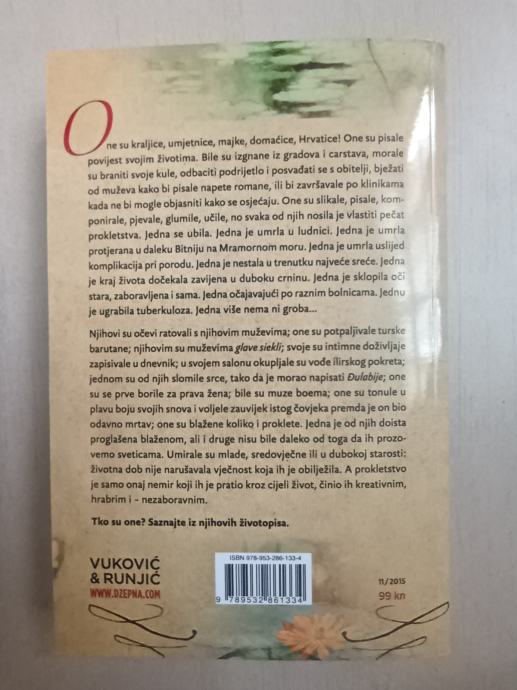 One su kraljice, umjetnice, majke, domaćice, Hrvatice! One su pisale
povijest svojim životima. Bile su izgnane iz gradova i carstava, morale
su braniti svoje kule, odbaciti podrijetlo i posvađati se s obitelji, bježati
od muževa kako bi pisale napete romane, ili bi završavale po klinikama
kada ne bi mogle objasniti kako se osjećaju. One su slikale, pisale, kom-
ponirale, pjevale, glumile, učile, no svaka od njih nosila je vlastiti pečat
prokletstva. Jedna se ubila. Jedna je umrla u ludnici. Jedna je umrla
protjerana u daleku Bitniju na Mramornom moru. Jedna je umrla uslijed
komplikacija pri porodu. Jedna je nestala u trenutku najveće sreće. Jedna
je kraj života dočekala zavijena u duboku crninu. Jedna je sklopila oči
stara, zaboravljena i sama. Jedna očajavajući po raznim bolnicama. Jednu
je ugrabila tuberkuloza. Jedna više nema ni groba...
Njihovi su očevi ratovali s njihovim muževima; one su potpaljivale turske
barutane; njihovim su muževima glave siekli; svoje su intimne doživljaje
zapisivale u dnevnik; u svojem salonu okupljale su vođe ilirskog pokreta;
jednom su od njih slomile srce, tako da je morao napisati Đulabije; one
su se prve borile za prava žena; bile su muze boema; one su tonule u
plavu boju svojih snova i voljele zauvijek istog čovjeka premda je on bio
odavno mrtav; one su blažene koliko i proklete. Jedna je od njih doista
proglašena blaženom, ali i druge nisu bile daleko od toga da ih prozo-
vemo sveticama. Umirale su mlade, sredovječne ili u dubokoj starosti:
životna dob nije narušavala vječnost koja ih je obilježila. A prokletstvo
je samo onaj nemir koji ih je pratio kroz cijeli život, činio ih kreativnim,
hrabrim i – nezaboravnim.
Tko su one? Saznajte iz njihovih životopisa.
VUKOVIĆ
& RUNJIĆ
WWW.DZEPNA.COM
ISBN 978-953-286-133-4
9 789532 861334
11/2015
99 kn